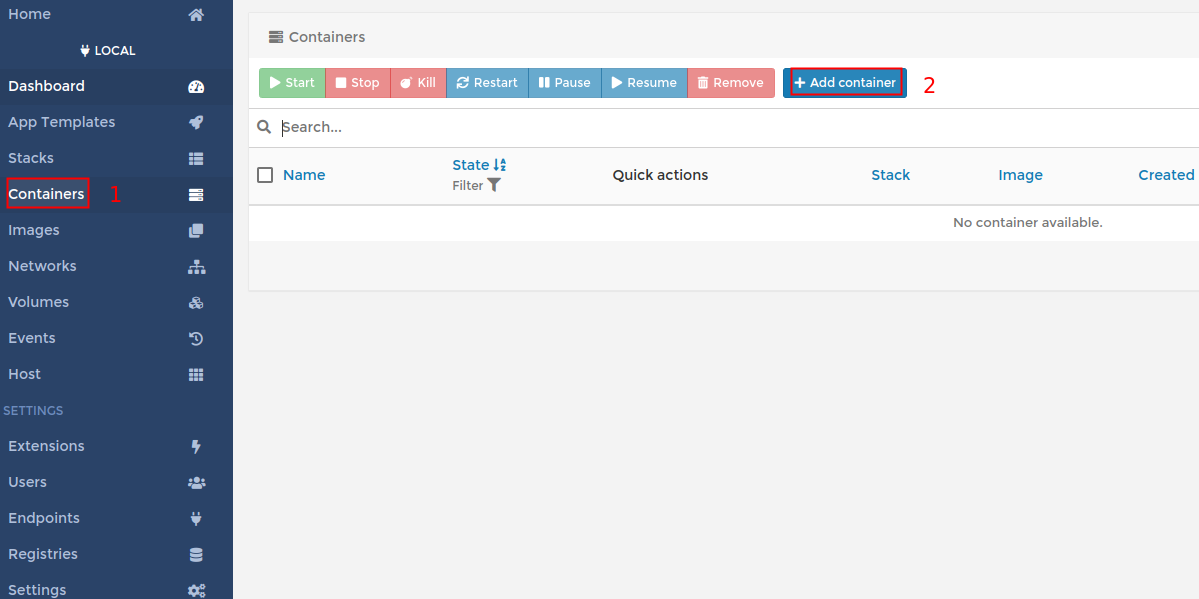 Home
LOCAL
Dashboard
App Templates
Stacks
Containers 1
Images
Networks
Volumes
Events
Host
SETTINGS
Extensions
Users
Endpoints
Registries
Settings
Containers
Start Stop Kill Restart Pause Resume Remove + Add container 2
Search...
Name State Filter Quick actions Stack Image Created
No container available.